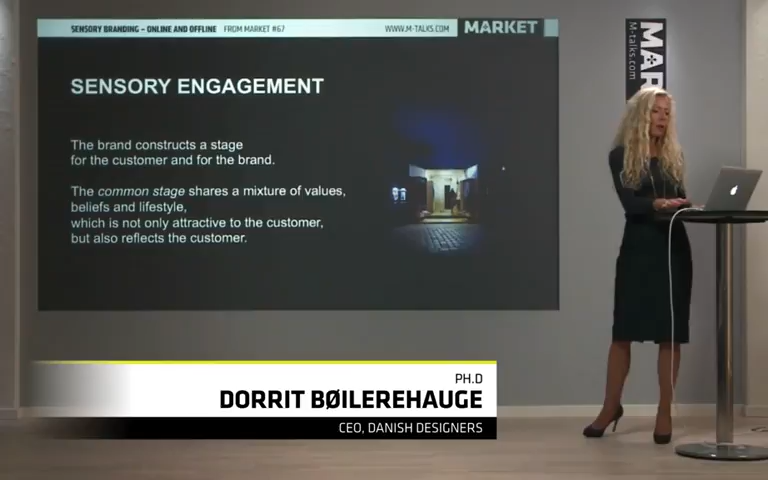 SENSORY BRANDING – ONLINE AND OFFLINE FROM MARKET #67 WWW.M-TALKS.COM MARKET
SENSORY ENGAGEMENT
The brand constructs a stage
for the customer and for the brand.
The common stage shares a mixture of values,
beliefs and lifestyle,
which is not only attractive to the customer,
but also reflects the customer.
MAR
M-talks.com
PH.D
DORRIT BØILEREHAUGE
CEO, DANISH DESIGNERS